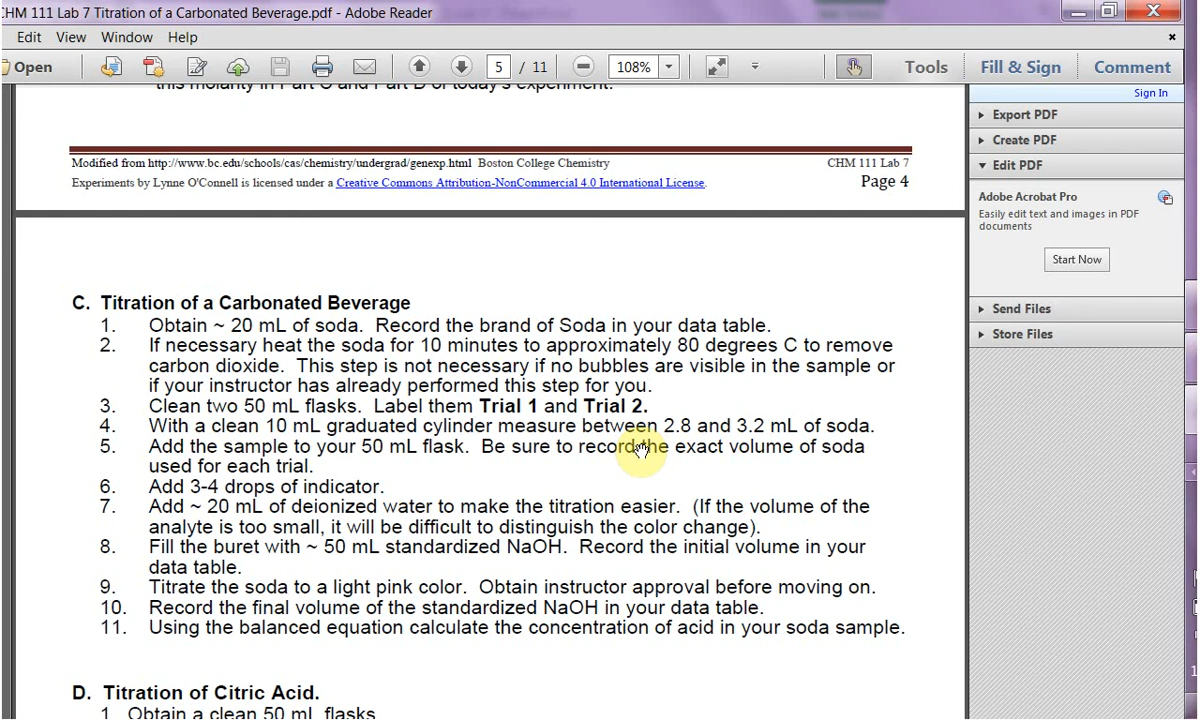 CHM 111 Lab 7 Titration of a Carbonated Beverage.pdf - Adobe Reader
Edit View Window Help
Open 5 / 11 108% Tools Fill & Sign Comment
Sign In
this molarity in Part C and Part D of today's experiment.
Modified from http://www.bc.edu/schools/cas/chemistry/undergrad/genexp.html Boston College Chemistry CHM 111 Lab 7
Experiments by Lynne O'Connell is licensed under a Creative Commons Attribution-NonCommercial 4.0 International License. Page 4
C. Titration of a Carbonated Beverage
1. Obtain ~ 20 mL of soda. Record the brand of Soda in your data table.
2. If necessary heat the soda for 10 minutes to approximately 80 degrees C to remove
carbon dioxide. This step is not necessary if no bubbles are visible in the sample or
if your instructor has already performed this step for you.
3. Clean two 50 mL flasks. Label them Trial 1 and Trial 2.
4. With a clean 10 mL graduated cylinder measure between 2.8 and 3.2 mL of soda.
5. Add the sample to your 50 mL flask. Be sure to record the exact volume of soda
used for each trial.
6. Add 3-4 drops of indicator.
7. Add ~ 20 mL of deionized water to make the titration easier. (If the volume of the
analyte is too small, it will be difficult to distinguish the color change).
8. Fill the buret with ~ 50 mL standardized NaOH. Record the initial volume in your
data table.
9. Titrate the soda to a light pink color. Obtain instructor approval before moving on.
10. Record the final volume of the standardized NaOH in your data table.
11. Using the balanced equation calculate the concentration of acid in your soda sample.
D. Titration of Citric Acid.
1. Obtain a clean 50 mL flasks
Export PDF
Create PDF
Edit PDF
Adobe Acrobat Pro
Easily edit text and images in PDF
documents
Start Now
Send Files
Store Files